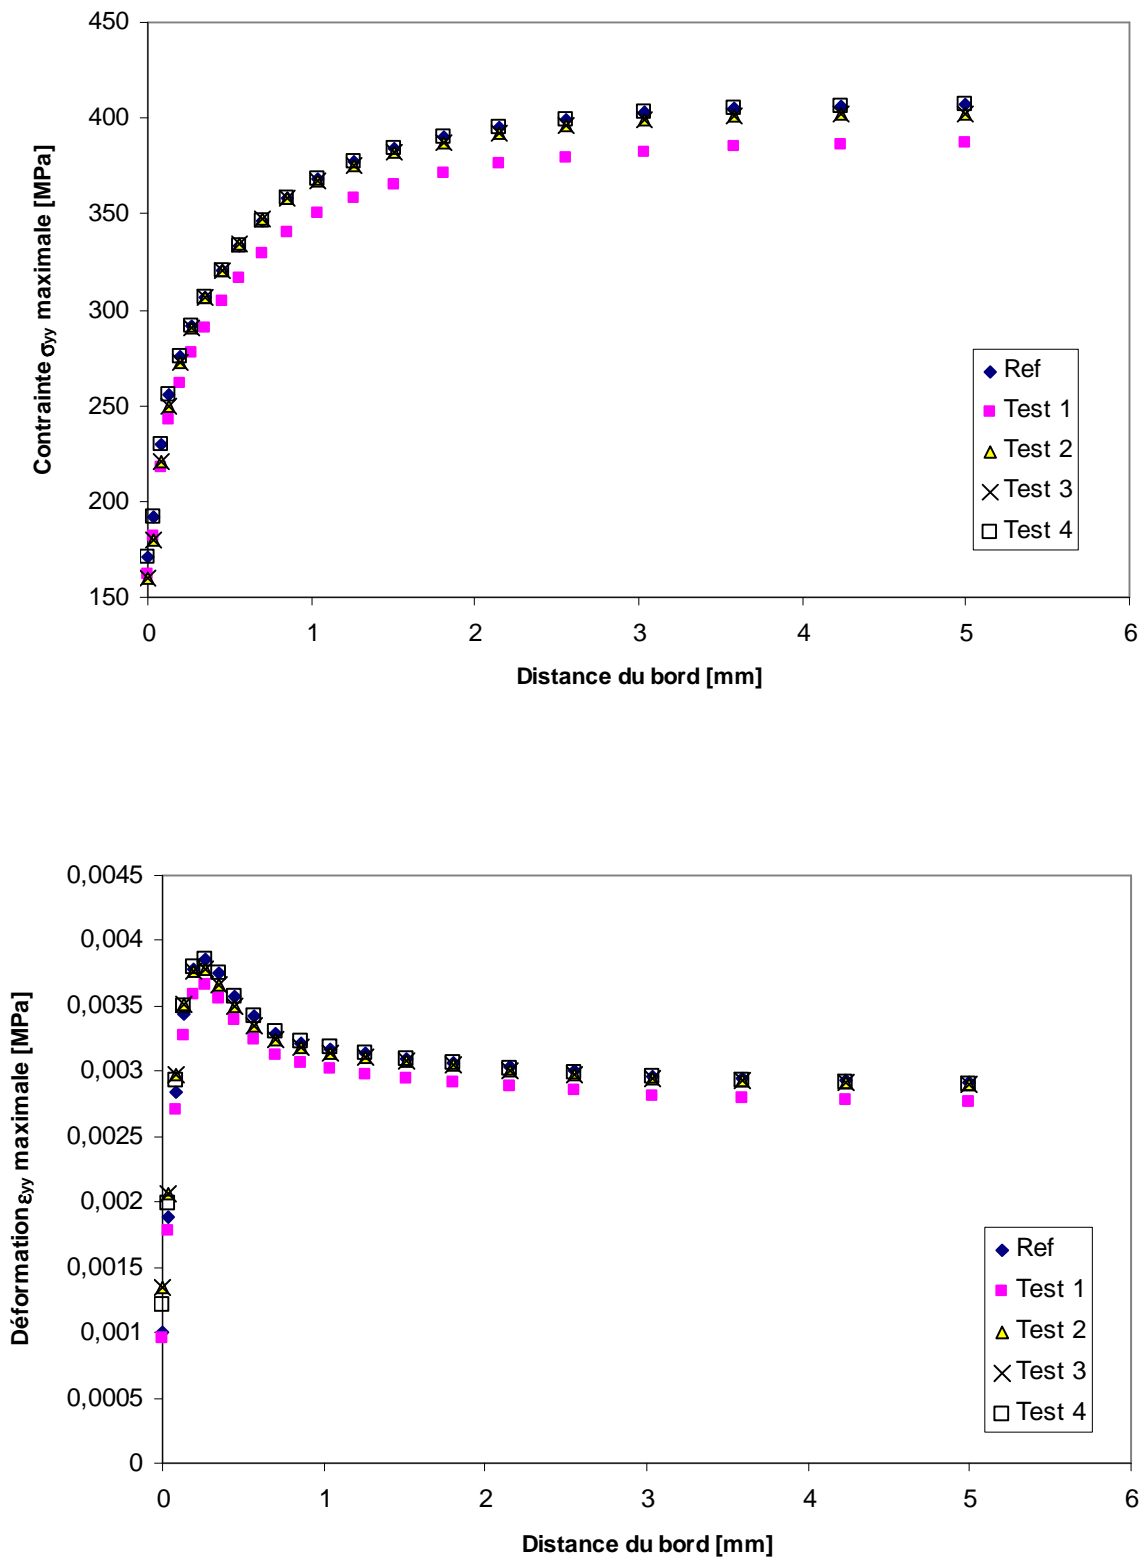 450
400
350
300
250
200
150
Contrainte σyy maximale [MPa]
Ref
Test 1
Test 2
Test 3
Test 4
0 1 2 3 4 5 6
Distance du bord [mm]
0,0045
0,004
0,0035
0,003
0,0025
0,002
0,0015
0,001
0,0005
0
Déformation εyy maximale [MPa]
Ref
Test 1
Test 2
Test 3
Test 4
0 1 2 3 4 5 6
Distance du bord [mm]